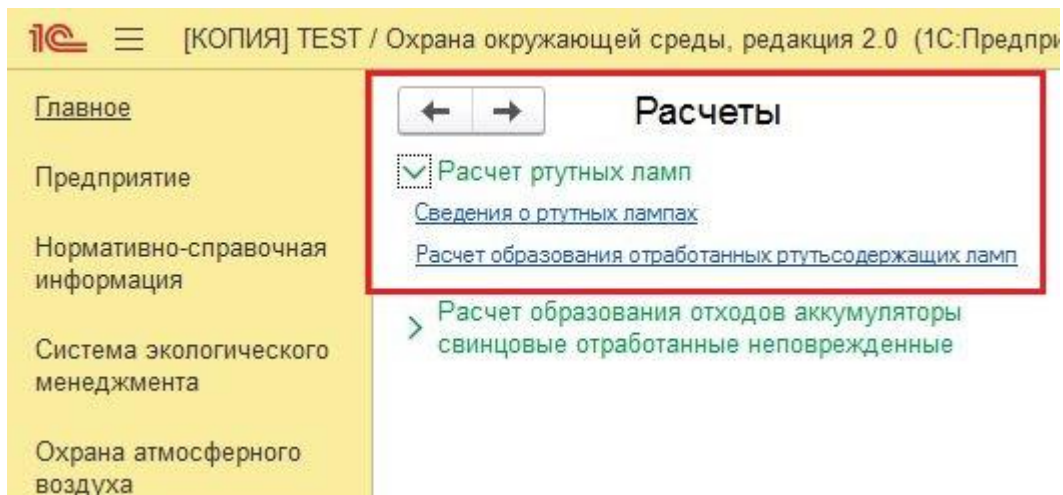 1С [КОПИЯ] TEST / Охрана окружающей среды, редакция 2.0 (1С:Предпри
Главное
Предприятие
Нормативно-справочная
информация
Система экологического
менеджмента
Охрана атмосферного
воздуха
Расчеты
Расчет ртутных ламп
Сведения о ртутных лампах
Расчет образования отработанных ртутьсодержащих ламп
Расчет образования отходов аккумуляторы
свинцовые отработанные неповрежденные